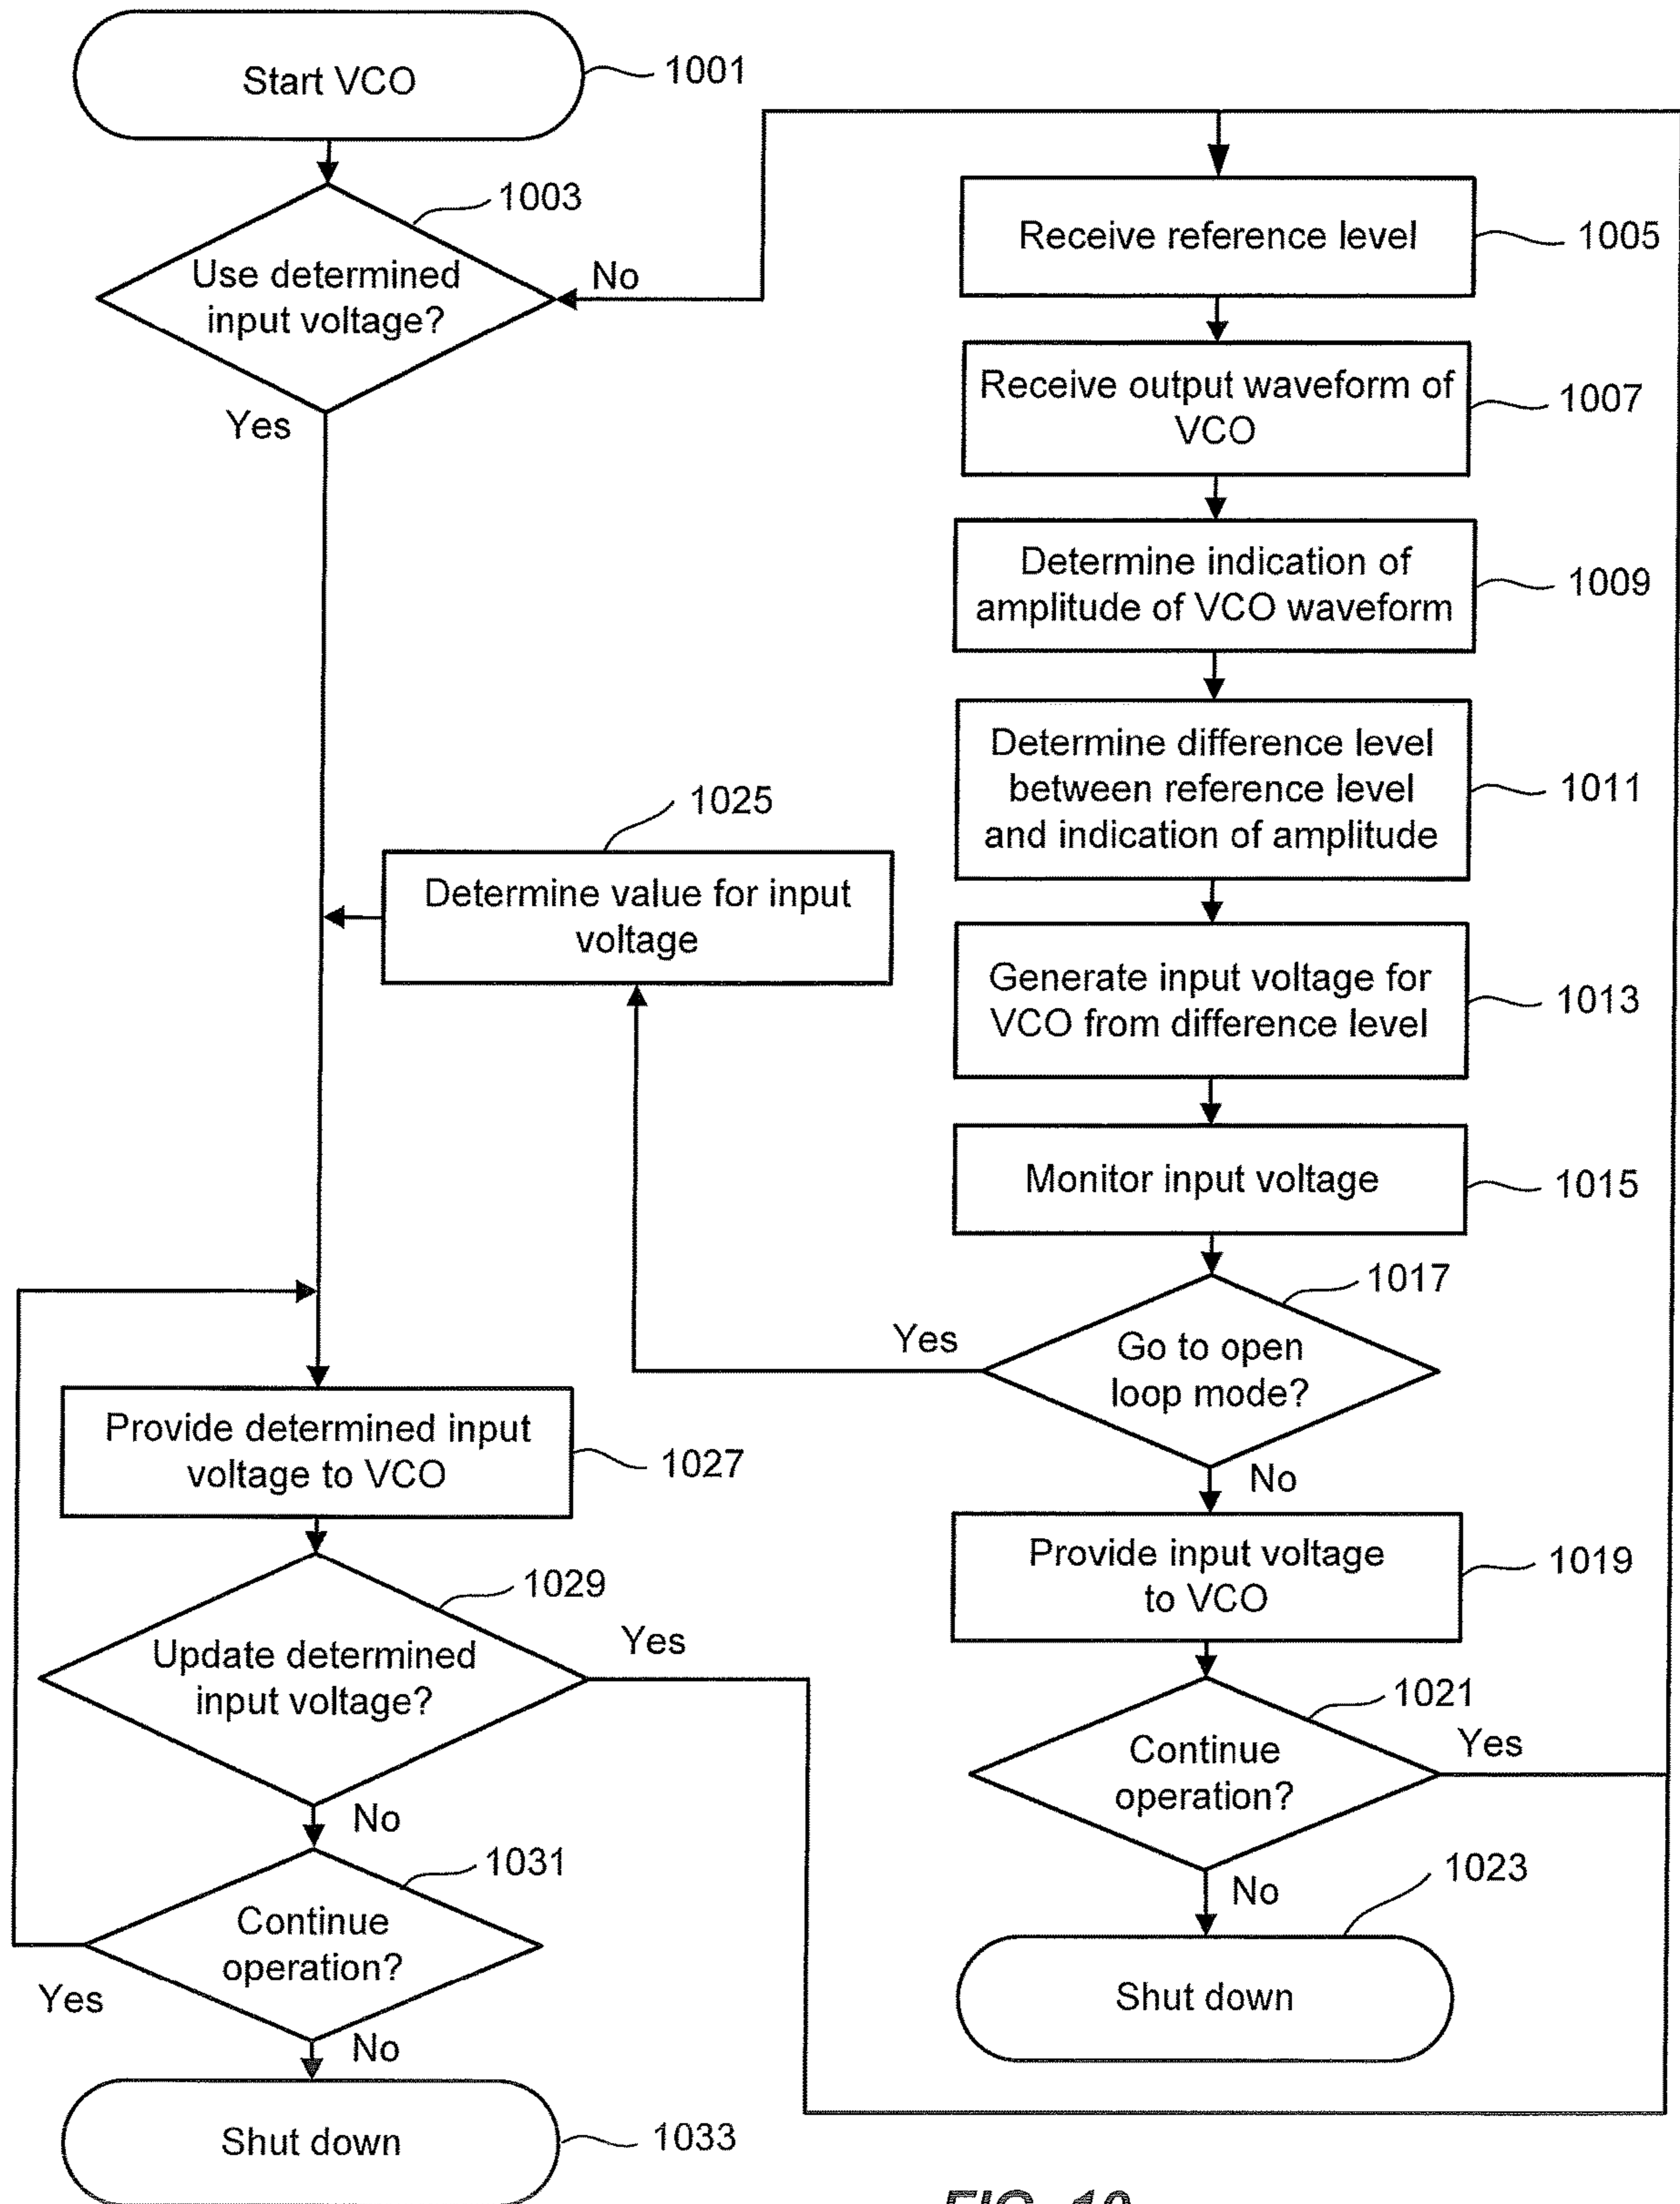 Start VCO
1001
1003
Use determined
input voltage?
No
Yes
Receive reference level
1005
Receive output waveform of
VCO
1007
Determine indication of
amplitude of VCO waveform
1009
Determine difference level
between reference level
and indication of amplitude
1011
1025
Determine value for input
voltage
Generate input voltage for
VCO from difference level
1013
Monitor input voltage
1015
1017
Go to open
loop mode?
Yes
No
Provide determined input
voltage to VCO
1027
Provide input voltage
to VCO
1019
1029
Update determined
input voltage?
Yes
No
1021
Continue
operation?
Yes
No
1031
Continue
operation?
Yes
No
1023
Shut down
Shut down
1033
FIG. 10